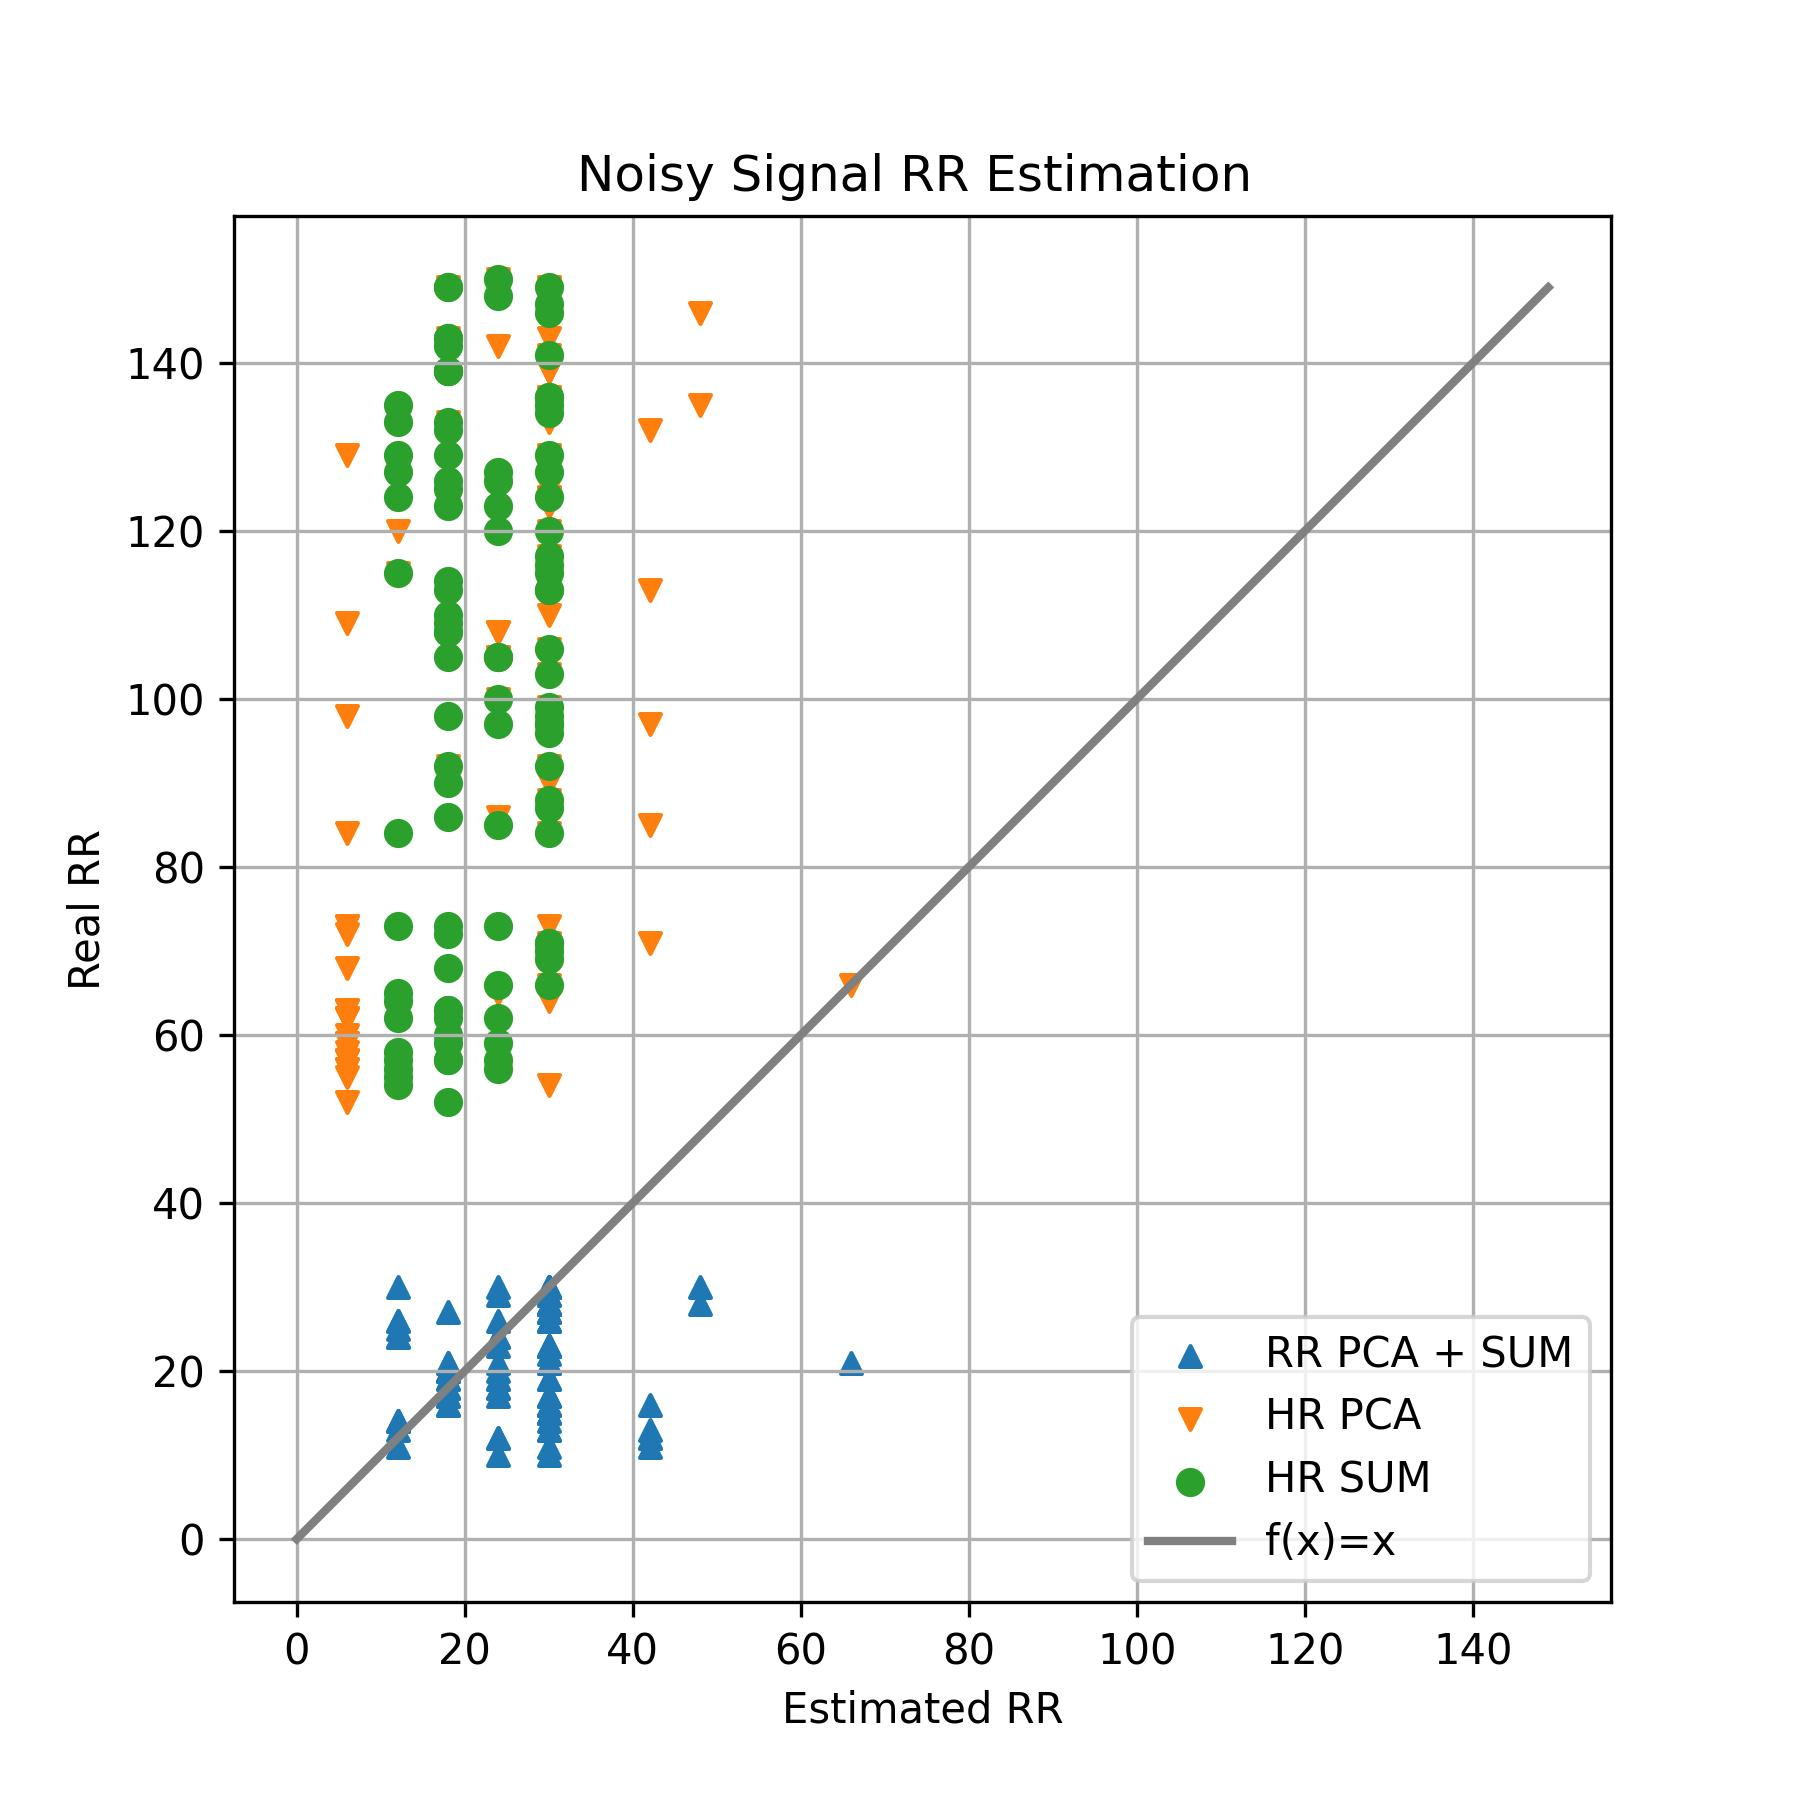 Noisy Signal RR Estimation
Real RR
140
120
100
80
60
40
20
0
0 20 40 60 80 100 120 140
Estimated RR
RR PCA + SUM
HR PCA
HR SUM
f(x)=x